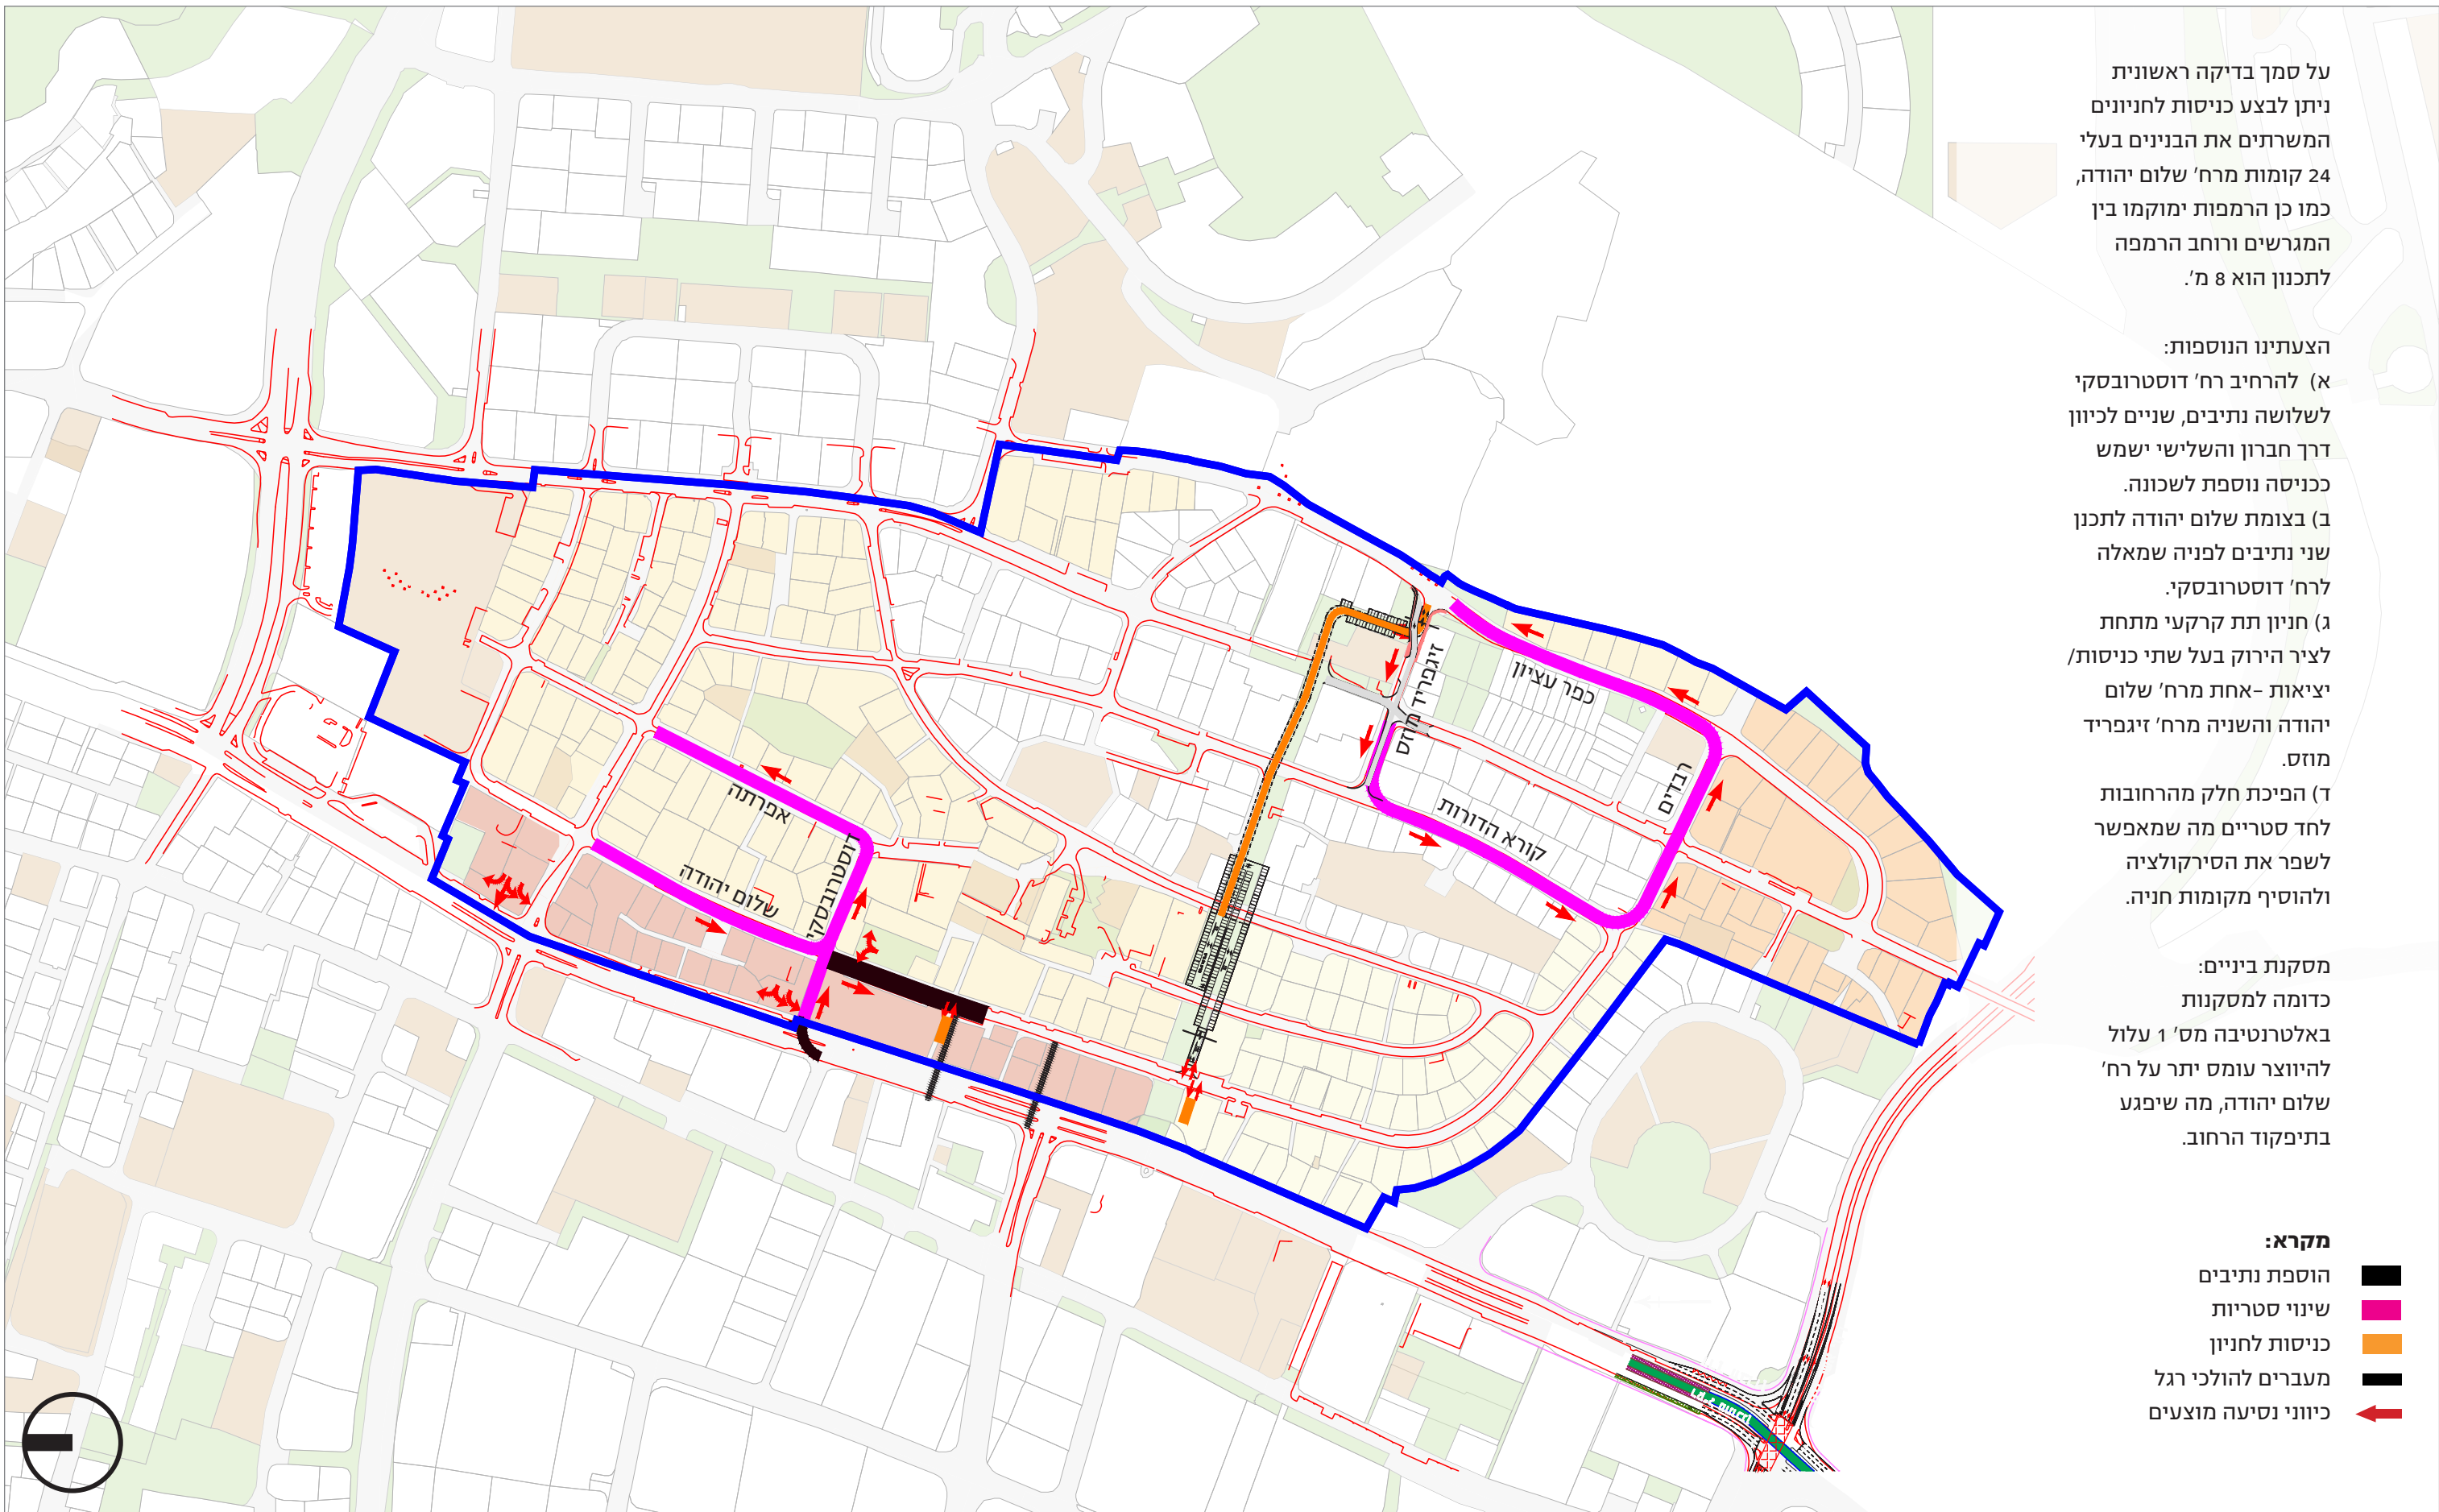 על סמך בדיקה ראשונית
ניתן לבצע כניסות לחניונים
המשרתים את הבנינים בעלי
24 קומות מרח' שלום יהודה,
כמו כן הרמפות ימוקמו בין
המגרשים ורוחב הרמפה
לתכנון הוא 8 מ'.
הצעתינו הנוספות:
א) להרחיב רח' דוסטרובסקי
לשלושה נתיבים, שניים לכיוון
דרך חברון והשלישי ישמש
ככניסה נוספת לשכונה.
ב) בצומת שלום יהודה לתכנן
שני נתיבים לפניה שמאלה
לרח' דוסטרובסקי.
ג) חניון תת קרקעי מתחת
לציר הירוק בעל שתי כניסות/
יציאות –אחת מרח' שלום
יהודה והשניה מרח' זיגפריד
מוזס.
ד) הפיכת חלק מהרחובות
לחד סטריים מה שמאפשר
לשפר את הסירקולציה
ולהוסיף מקומות חניה.
מסקנת ביניים:
כדומה למסקנות
באלטרנטיבה מס' 1 עלול
להיווצר עומס יתר על רח'
שלום יהודה, מה שיפגע
בתיפקוד הרחוב.
מקרא:
הוספת נתיבים
שינוי סטריות
כניסות לחניון
מעברים להולכי רגל
כיווני נסיעה מוצעים
זיגפריד מוזס
כפר עציון
רבדים
קורא הדורות
אפרתה
דוסטרובסקי
שלום יהודה